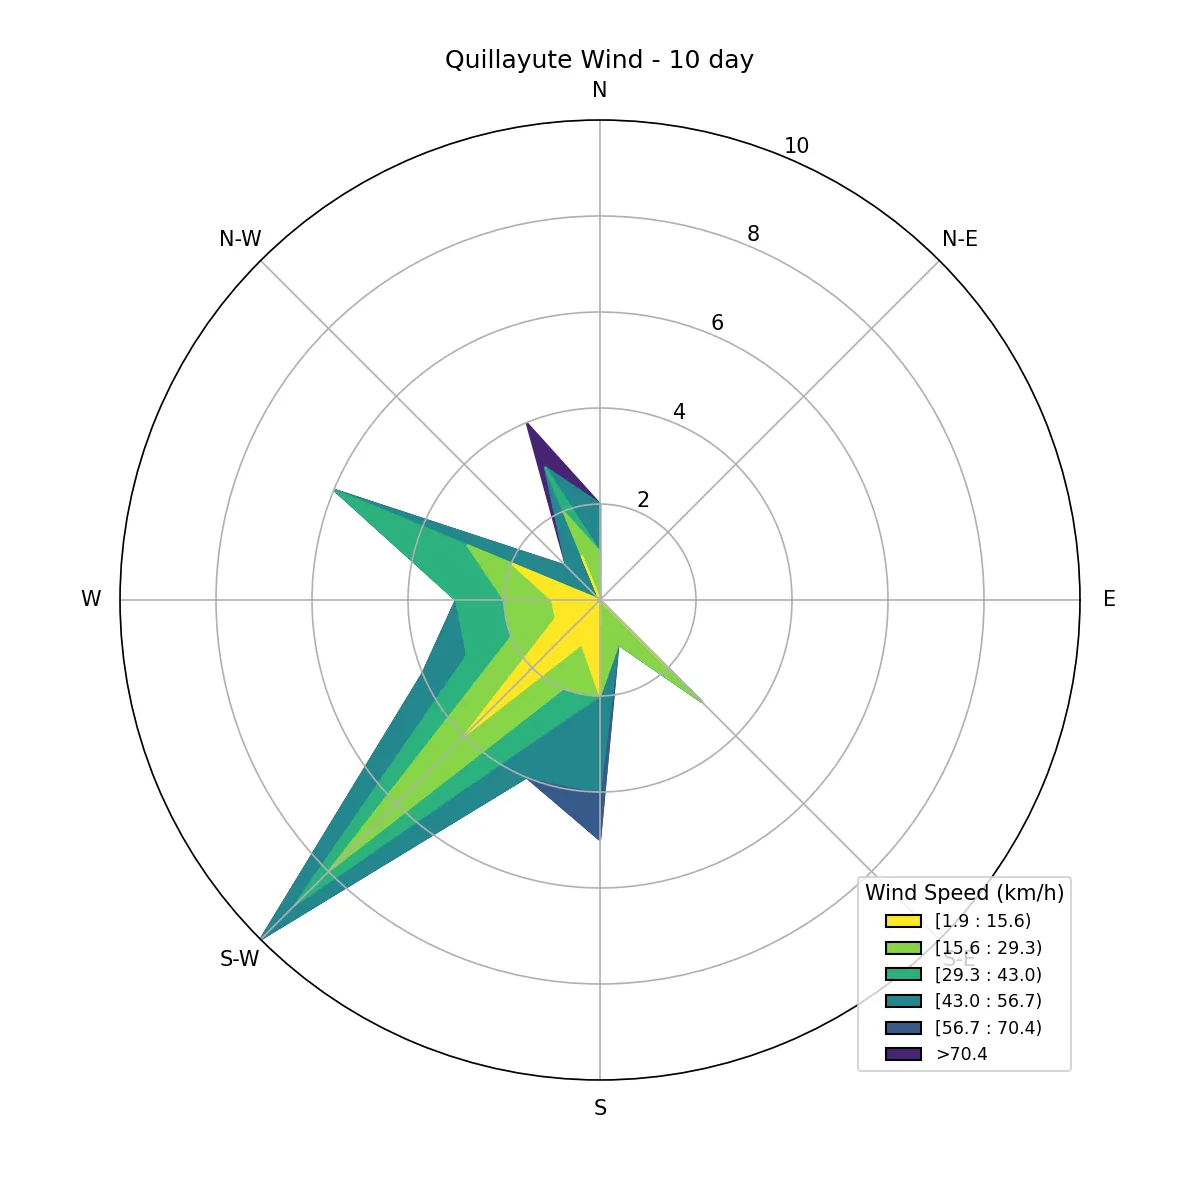 Quillayute Wind - 10 day
N
10
N-W
N-E
8
6
4
2
W
E
S-W
S-E
S
Wind Speed (km/h)
[1.9 : 15.6)
[15.6 : 29.3)
[29.3 : 43.0)
[43.0 : 56.7)
[56.7 : 70.4)
>70.4